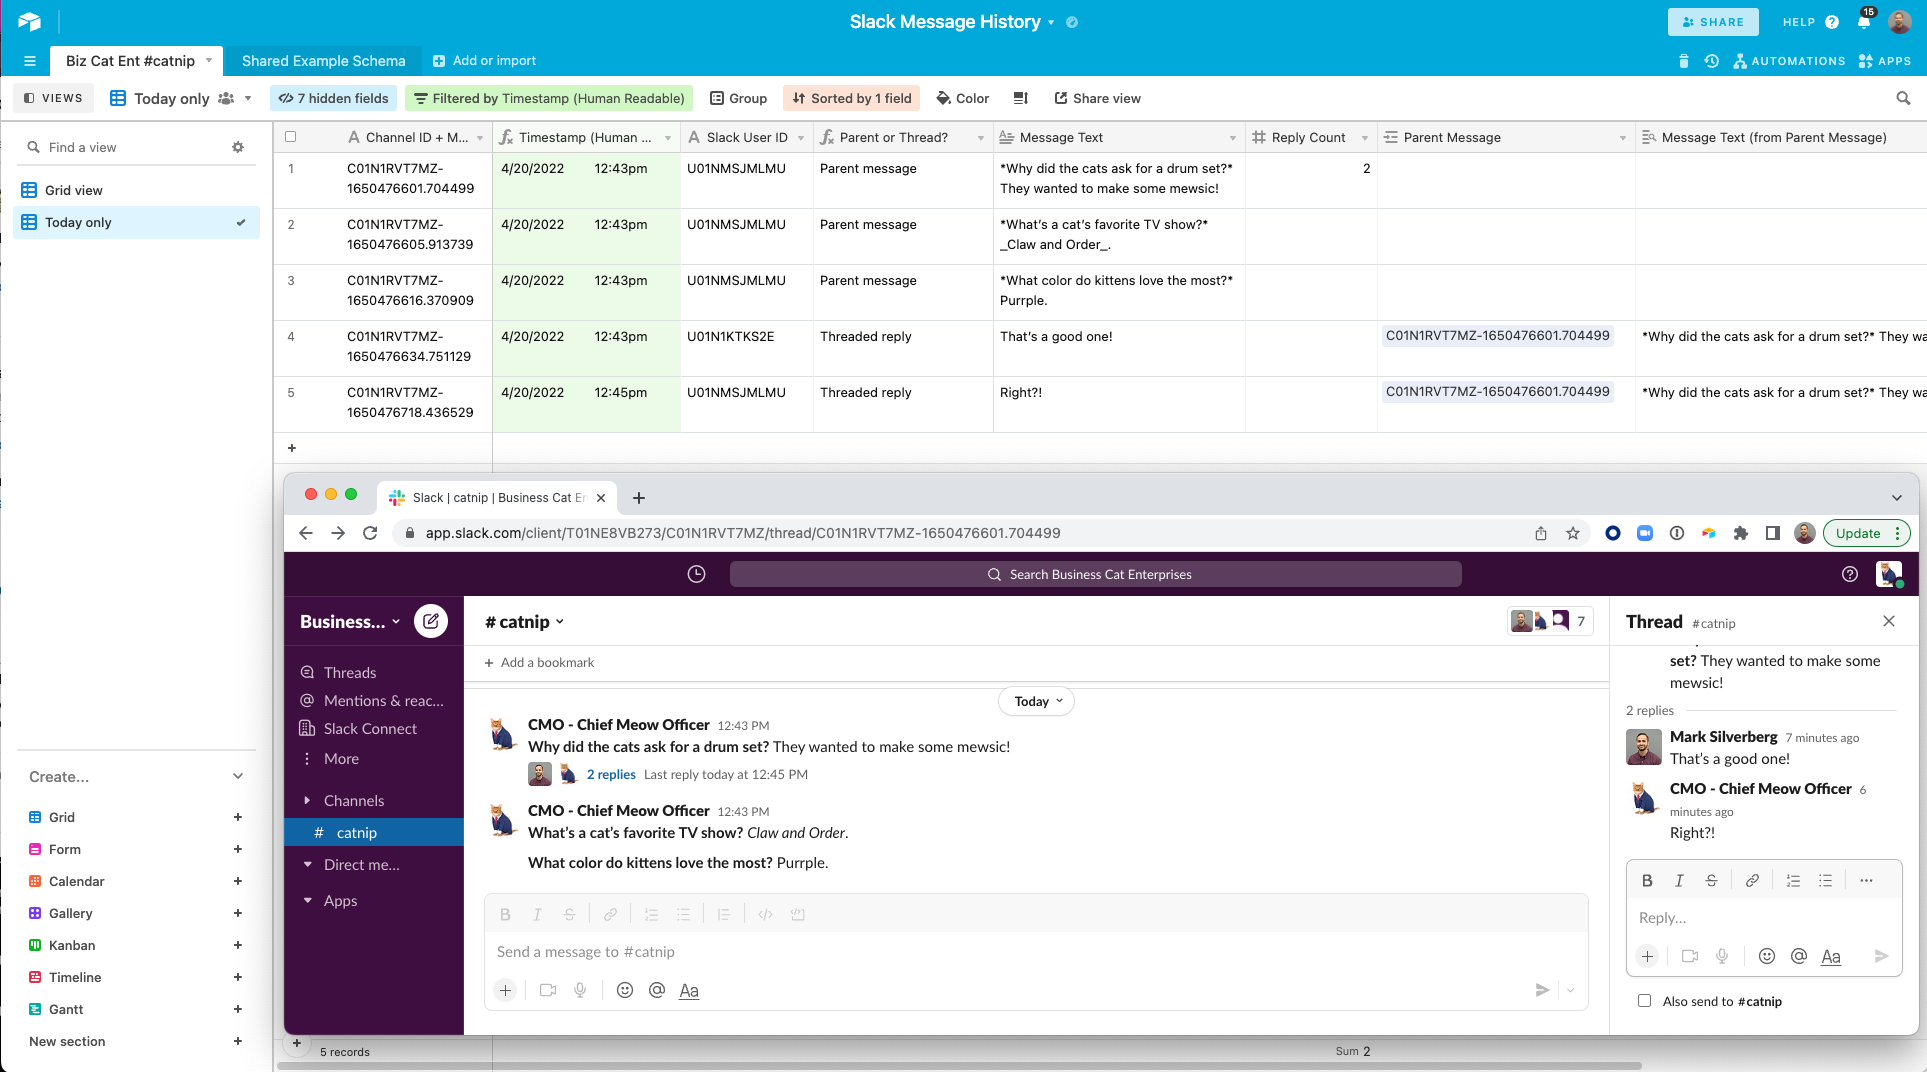 Slack Message History
SHARE
HELP
15
Biz Cat Ent #catnip
Shared Example Schema
Add or import
AUTOMATIONS
APPS
VIEWS
Today only
7 hidden fields
Filtered by Timestamp (Human Readable)
Group
Sorted by 1 field
Color
Share view
Find a view
Grid view
Today only
Create...
Grid
Form
Calendar
Gallery
Kanban
Timeline
Gantt
New section
Channel ID + M... Timestamp (Human ... Slack User ID Parent or Thread? Message Text Reply Count Parent Message Message Text (from Parent Message)
1 C01N1RVT7MZ- 4/20/2022 12:43pm U01NMSJMLMU Parent message *Why did the cats ask for a drum set?* 2
1650476601.704499 They wanted to make some mewsic!
2 C01N1RVT7MZ- 4/20/2022 12:43pm U01NMSJMLMU Parent message *What's a cat's favorite TV show?*
1650476605.913739 _Claw and Order_.
3 C01N1RVT7MZ- 4/20/2022 12:43pm U01NMSJMLMU Parent message *What color do kittens love the most?*
1650476616.370909 Purrple.
4 C01N1RVT7MZ- 4/20/2022 12:43pm U01N1KTKS2E Threaded reply That's a good one! C01N1RVT7MZ-1650476601.704499 *Why did the cats ask for a drum set?* They wa
1650476634.751129
5 C01N1RVT7MZ- 4/20/2022 12:45pm U01NMSJMLMU Threaded reply Right?! C01N1RVT7MZ-1650476601.704499 *Why did the cats ask for a drum set?* They wa
1650476718.436529
Slack | catnip | Business Cat En
app.slack.com/client/T01NE8VB273/C01N1RVT7MZ/thread/C01N1RVT7MZ-1650476601.704499
Update
Search Business Cat Enterprises
Business...
Threads
Mentions & reac...
Slack Connect
More
Channels
# catnip
Direct me...
Apps
# catnip
7
Add a bookmark
Today
CMO - Chief Meow Officer 12:43 PM
Why did the cats ask for a drum set? They wanted to make some mewsic!
2 replies Last reply today at 12:45 PM
CMO - Chief Meow Officer 12:43 PM
What's a cat's favorite TV show? Claw and Order.
What color do kittens love the most? Purrple.
Send a message to #catnip
Aa
Thread #catnip
set? They wanted to make some
mewsic!
2 replies
Mark Silverberg 7 minutes ago
That's a good one!
CMO - Chief Meow Officer 6
minutes ago
Right?!
B I S
Reply...
Aa
Also send to #catnip
5 records
Sum 2